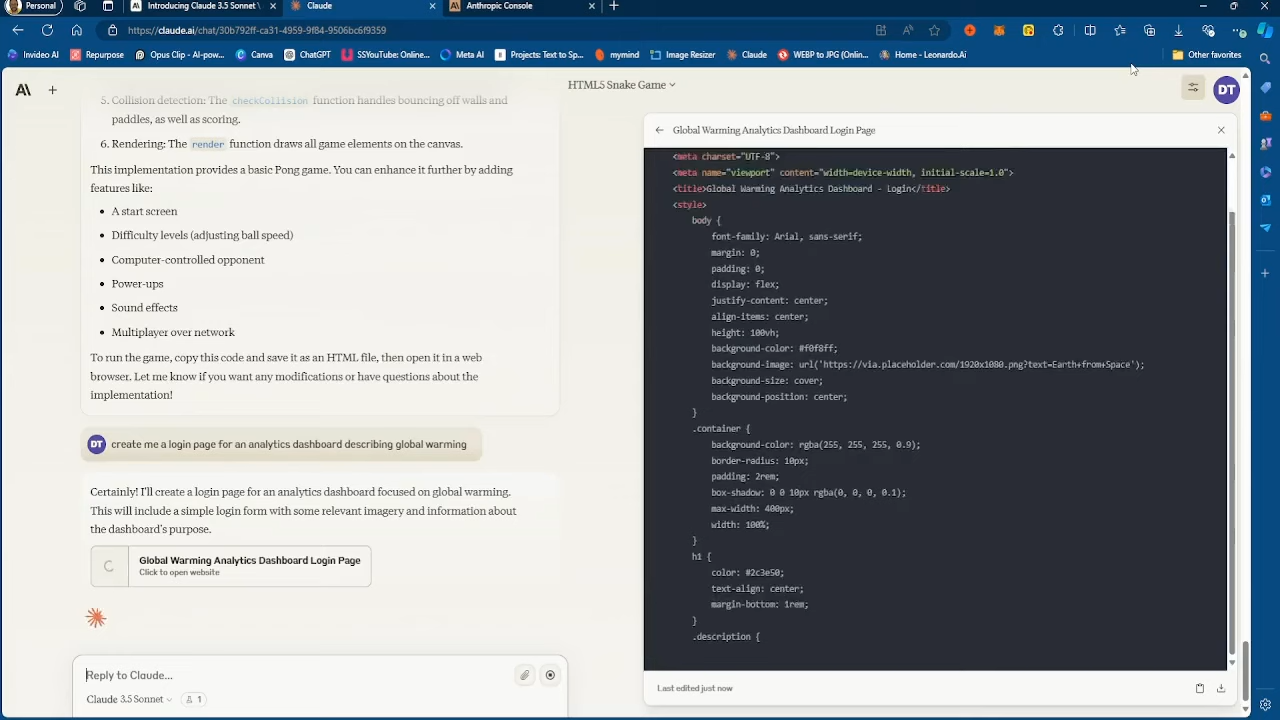 Personal
Introducing Claude 3.5 Sonnet \
Claude
Anthropic Console
https://claude.ai/chat/30b792ff-ca31-4959-9f84-9506bc6f9359
Invideo AI
Repurpose
Opus Clip - AI-pow...
Canva
ChatGPT
SSYouTube: Online...
Meta AI
Projects: Text to Sp...
mymind
Image Resizer
Claude
WEBP to JPG (Onlin...
Home - Leonardo.Ai
Other favorites
HTML5 Snake Game
DT
5. Collision detection: The checkCollision function handles bouncing off walls and
paddles, as well as scoring.
6. Rendering: The render function draws all game elements on the canvas.
This implementation provides a basic Pong game. You can enhance it further by adding
features like:
• A start screen
• Difficulty levels (adjusting ball speed)
• Computer-controlled opponent
• Power-ups
• Sound effects
• Multiplayer over network
To run the game, copy this code and save it as an HTML file, then open it in a web
browser. Let me know if you want any modifications or have questions about the
implementation!
DT create me a login page for an analytics dashboard describing global warming
Certainly! I'll create a login page for an analytics dashboard focused on global warming.
This will include a simple login form with some relevant imagery and information about
the dashboard's purpose.
Global Warming Analytics Dashboard Login Page
Click to open website
Reply to Claude...
Claude 3.5 Sonnet
1
Global Warming Analytics Dashboard Login Page
<meta charset="UTF-8">
<meta name="viewport" content="width=device-width, initial-scale=1.0">
<title>Global Warming Analytics Dashboard - Login</title>
<style>
body {
font-family: Arial, sans-serif;
margin: 0;
padding: 0;
display: flex;
justify-content: center;
align-items: center;
height: 100vh;
background-color: #f0f8ff;
background-image: url('https://via.placeholder.com/1920x1080.png?text=Earth+from+Space');
background-size: cover;
background-position: center;
}
.container {
background-color: rgba(255, 255, 255, 0.9);
border-radius: 10px;
padding: 2rem;
box-shadow: 0 0 10px rgba(0, 0, 0, 0.1);
max-width: 400px;
width: 100%;
}
h1 {
color: #2c3e50;
text-align: center;
margin-bottom: 1rem;
}
.description {
Last edited just now